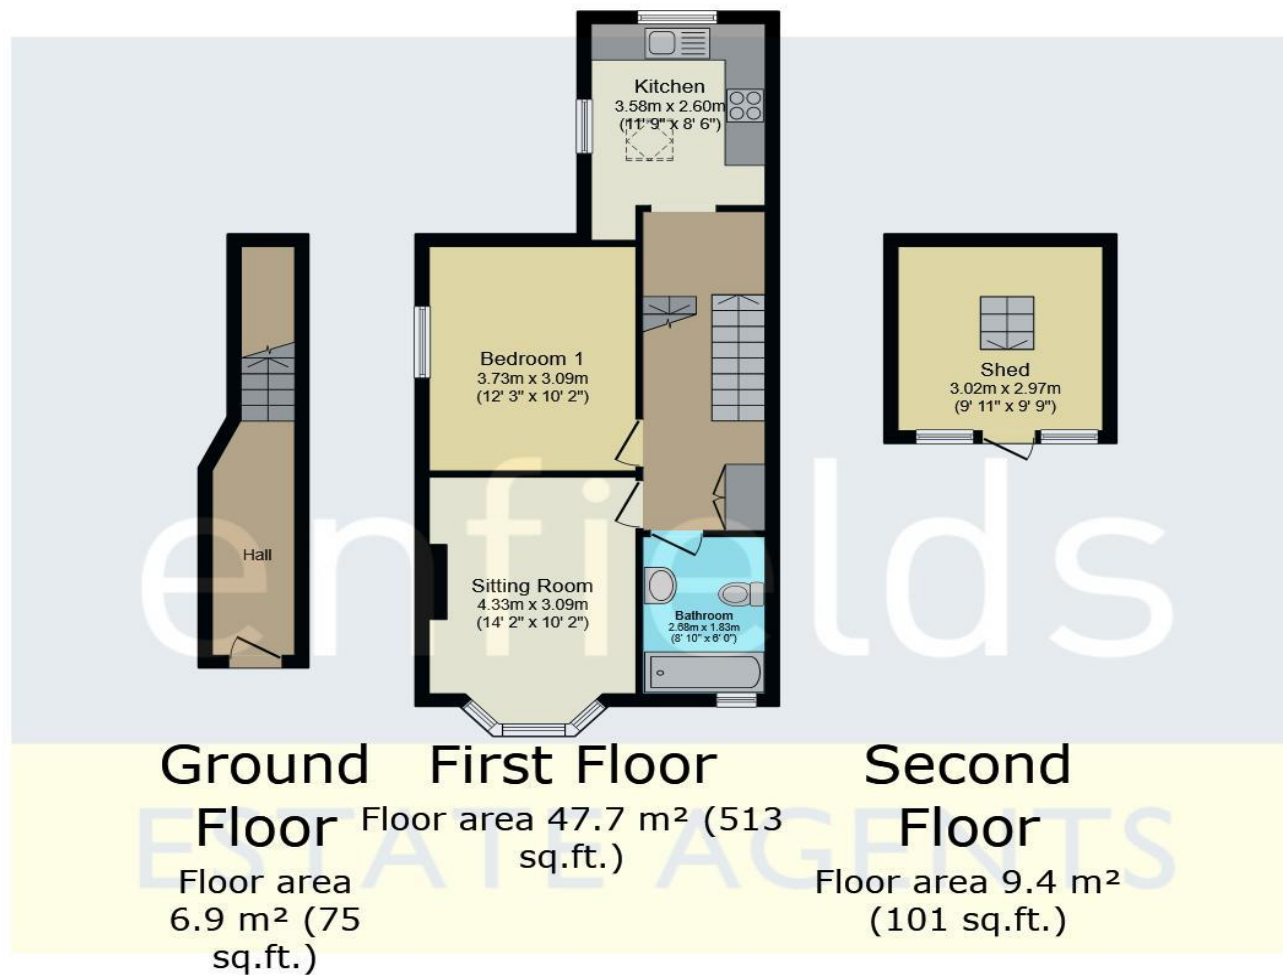 Kitchen
3.58m x 2.60m
(11' 9" x 8' 6")
Bedroom 1
3.73m x 3.09m
(12' 3" x 10' 2")
Shed
3.02m x 2.97m
(9' 11" x 9' 9")
Hall
Sitting Room
4.33m x 3.09m
(14' 2" x 10' 2")
Bathroom
2.68m x 1.83m
(8' 10" x 6' 0")
enfields
ESTATE AGENTS
Ground
Floor
Floor area
6.9 m² (75
sq.ft.)
First Floor
Floor area 47.7 m² (513
sq.ft.)
Second
Floor
Floor area 9.4 m²
(101 sq.ft.)